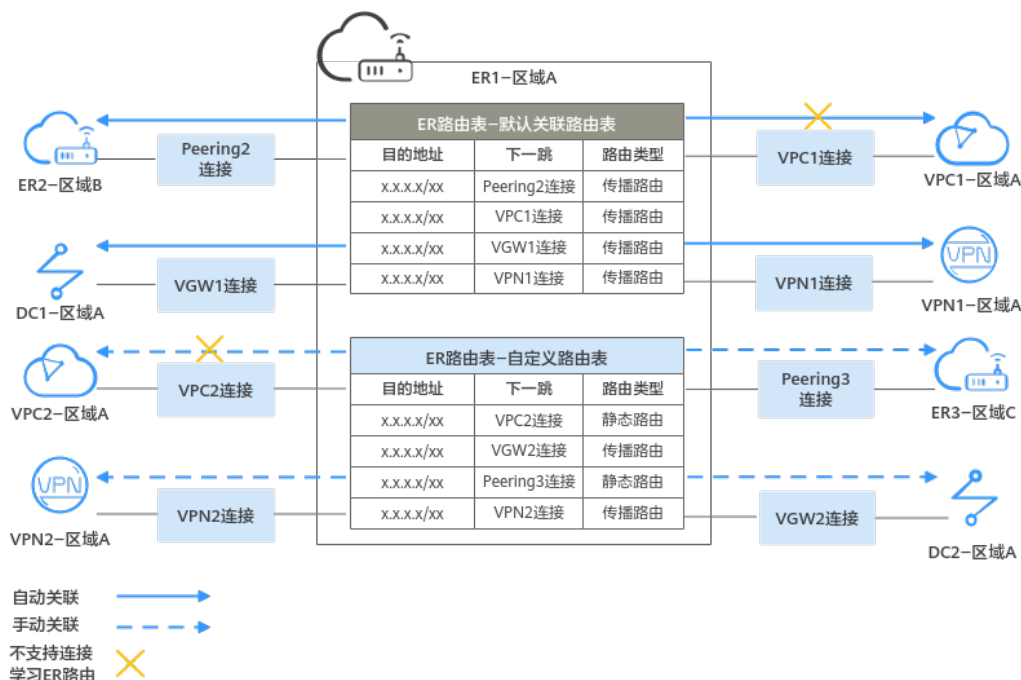 ER1-区域A
ER路由表-默认关联路由表
目的地址 下一跳 路由类型
x.x.x.x/xx Peering2连接 传播路由
x.x.x.x/xx VPC1连接 传播路由
x.x.x.x/xx VGW1连接 传播路由
x.x.x.x/xx VPN1连接 传播路由
ER2-区域B
Peering2
连接
VPC1连接
VPC1-区域A
DC1-区域A
VGW1连接
VPN1连接
VPN
VPN1-区域A
ER路由表-自定义路由表
目的地址 下一跳 路由类型
x.x.x.x/xx VPC2连接 静态路由
x.x.x.x/xx VGW2连接 传播路由
x.x.x.x/xx Peering3连接 静态路由
x.x.x.x/xx VPN2连接 传播路由
VPC2-区域A
VPC2连接
Peering3
连接
ER3-区域C
VPN
VPN2-区域A
VPN2连接
VGW2连接
DC2-区域A
自动关联
手动关联
不支持连接
学习ER路由